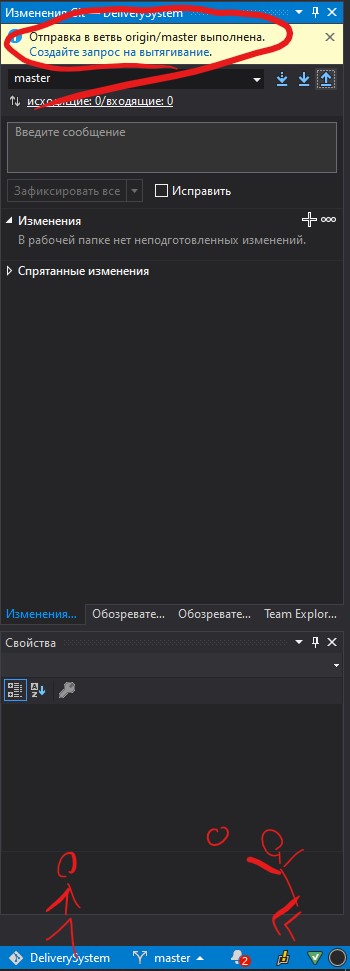 Изменения Git — DeliverySystem
Отправка в ветвь origin/master выполнена.
Создайте запрос на вытягивание.
master
исходящие: 0/входящие: 0
Введите сообщение
Зафиксировать все
Исправить
Изменения
В рабочей папке нет неподготовленных изменений.
Спрятанные изменения
Изменения... Обозревате... Обозревате... Team Explor...
Свойства
DeliverySystem master 2